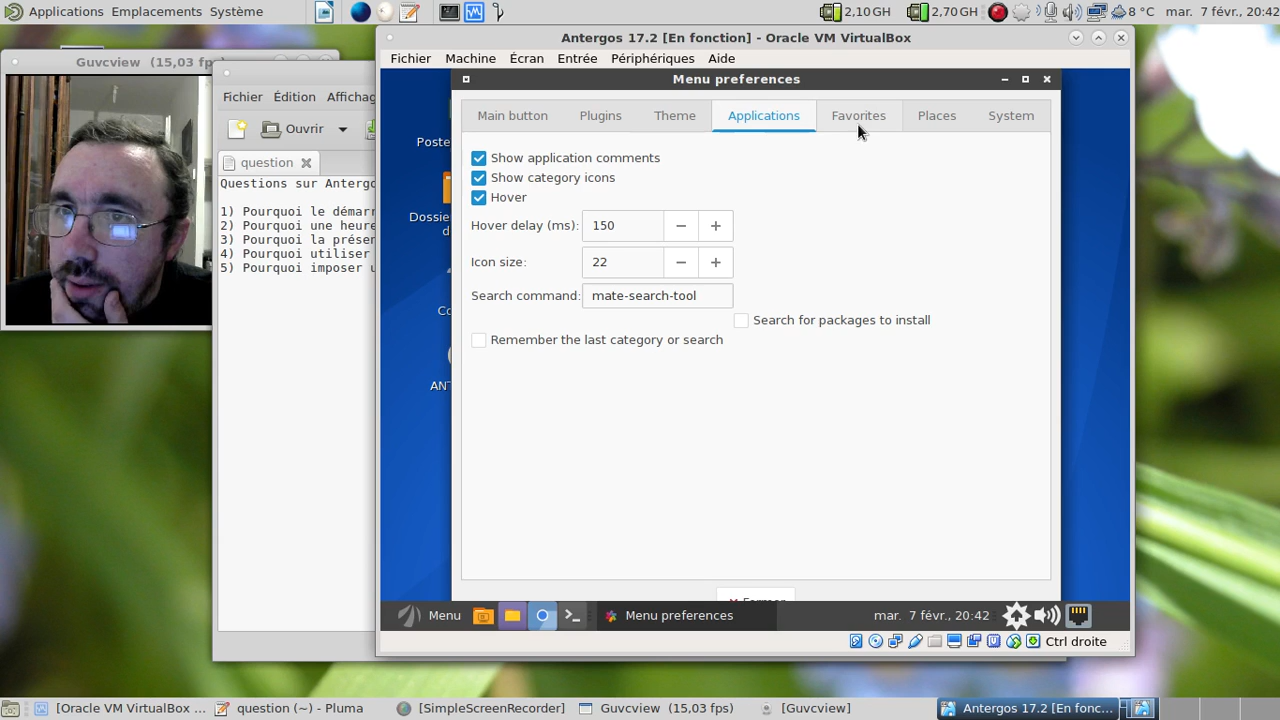 Applications Emplacements Système
2,10 GH
2,70 GH
8 °C
mar. 7 févr., 20:42
Guvcview (15,03 fp
Fichier Édition Affichag
Ouvrir
question
Questions sur Antergo
1) Pourquoi le démarr
2) Pourquoi une heure
3) Pourquoi la présen
4) Pourquoi utiliser
5) Pourquoi imposer u
Antergos 17.2 [En fonction] - Oracle VM VirtualBox
Fichier Machine Écran Entrée Périphériques Aide
Poste
Dossie
d
Co
ANT
Menu preferences
Main button Plugins Theme Applications Favorites Places System
Show application comments
Show category icons
Hover
Hover delay (ms): 150
Icon size: 22
Search command: mate-search-tool
Search for packages to install
Remember the last category or search
Fermer
Menu
Menu preferences
mar. 7 févr., 20:42
Ctrl droite
[Oracle VM VirtualBox ...
question (~) - Pluma
[SimpleScreenRecorder]
Guvcview (15,03 fps)
[Guvcview]
Antergos 17.2 [En fonc...